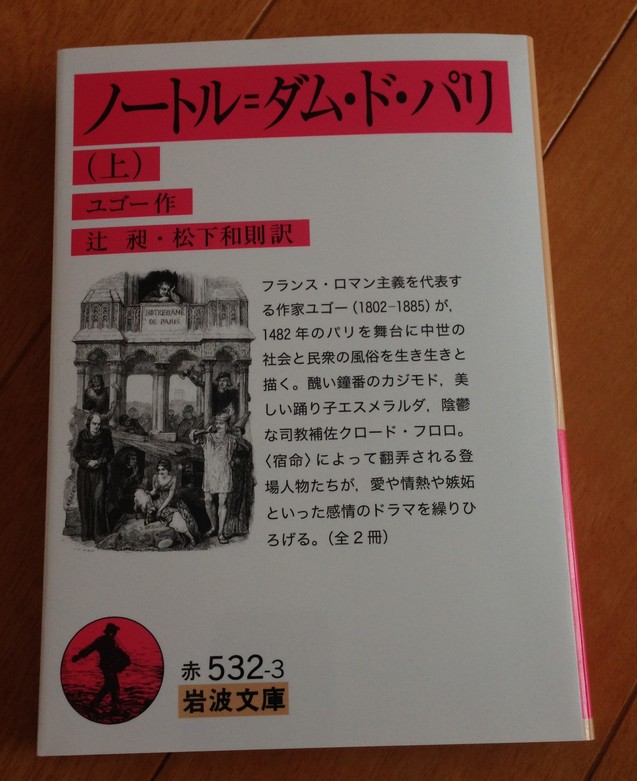 ノートル=ダム・ド・パリ
(上)
ユゴー作
辻 昶・松下和則訳
NOTRE DAME
DE PARIS
フランス・ロマン主義を代表す
る作家ユゴー(1802-1885)が,
1482年のパリを舞台に中世の
社会と民衆の風俗を生き生きと
描く。醜い鐘番のカジモド,美
しい踊り子エスメラルダ,陰鬱
な司教補佐クロード・フロロ。
〈宿命〉によって翻弄される登
場人物たちが,愛や情熱や嫉妬
といった感情のドラマを繰りひ
ろげる。(全2冊)
赤 532-3
岩波文庫